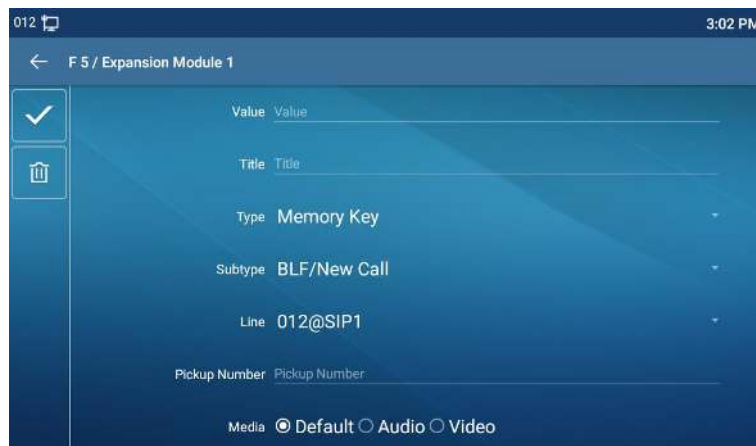 012 3:02 PM
F 5 / Expansion Module 1
Value Value
Title Title
Type Memory Key
Subtype BLF/New Call
Line 012@SIP1
Pickup Number Pickup Number
Media Default Audio Video